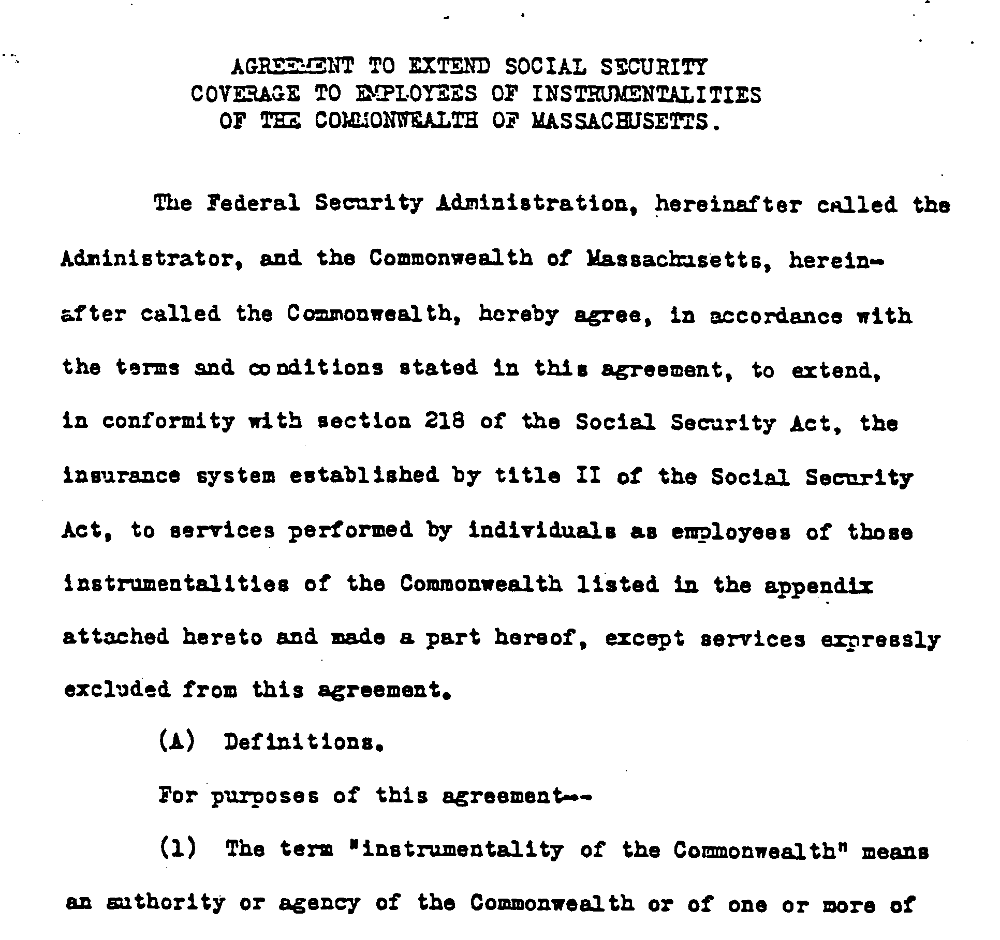 AGREEMENT TO EXTEND SOCIAL SECURITY
COVERAGE TO EMPLOYEES OF INSTRUMENTALITIES
OF THE COMMONWEALTH OF MASSACHUSETTS.
The Federal Security Administration, hereinafter called the
Administrator, and the Commonwealth of Massachusetts, herein-
after called the Commonwealth, hereby agree, in accordance with
the terms and conditions stated in this agreement, to extend,
in conformity with section 218 of the Social Security Act, the
insurance system established by title II of the Social Security
Act, to services performed by individuals as employees of those
instrumentalities of the Commonwealth listed in the appendix
attached hereto and made a part hereof, except services expressly
excluded from this agreement.
(A) Definitions.
For purposes of this agreement--
(1) The term "instrumentality of the Commonwealth" means
an authority or agency of the Commonwealth or of one or more of